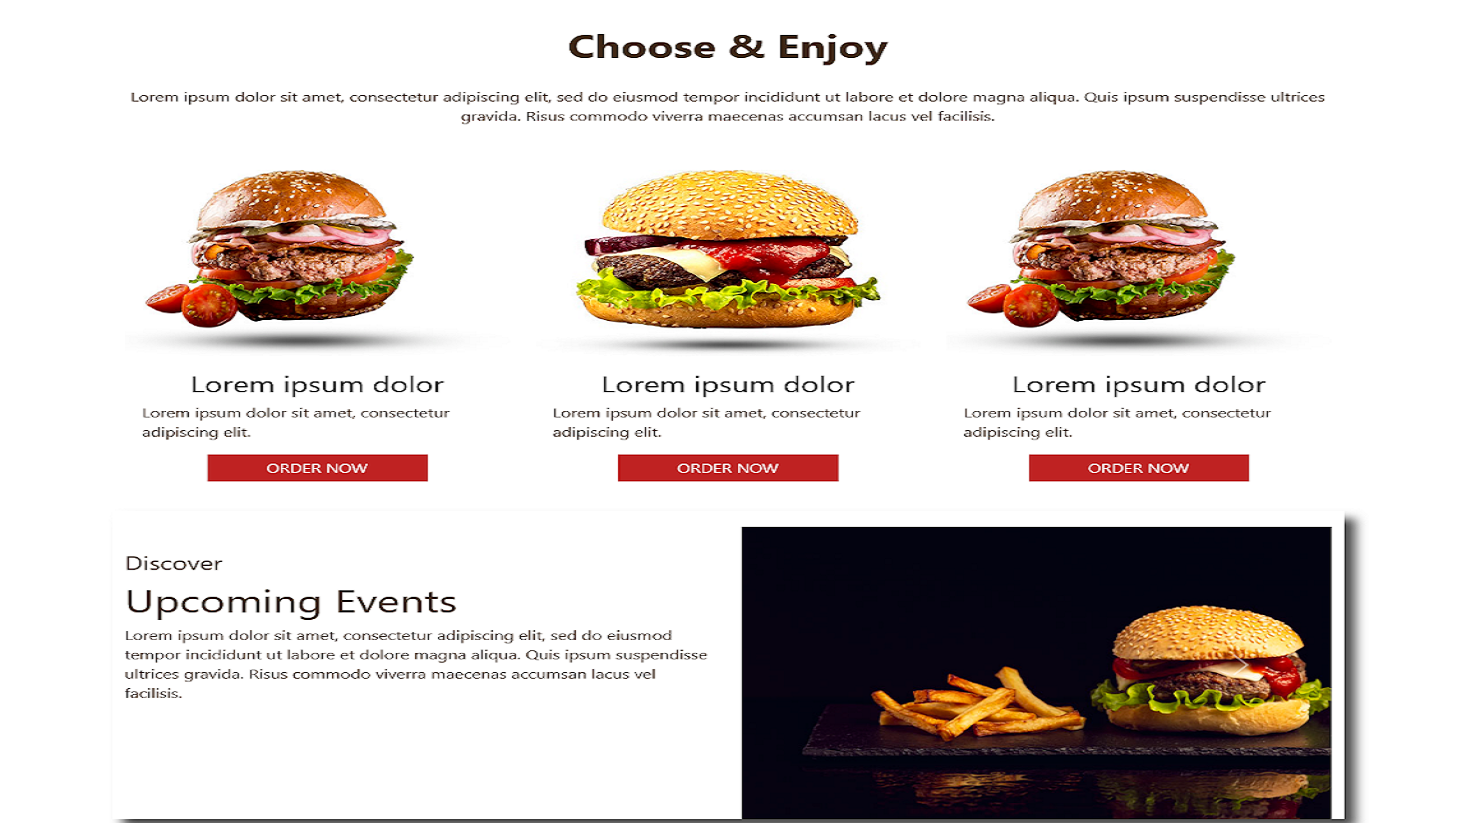 Choose & Enjoy
Lorem ipsum dolor sit amet, consectetur adipiscing elit, sed do eiusmod tempor incididunt ut labore et dolore magna aliqua. Quis ipsum suspendisse ultrices
gravida. Risus commodo viverra maecenas accumsan lacus vel facilisis.
Lorem ipsum dolor
Lorem ipsum dolor sit amet, consectetur
adipiscing elit.
ORDER NOW
Lorem ipsum dolor
Lorem ipsum dolor sit amet, consectetur
adipiscing elit.
ORDER NOW
Lorem ipsum dolor
Lorem ipsum dolor sit amet, consectetur
adipiscing elit.
ORDER NOW
Discover
Upcoming Events
Lorem ipsum dolor sit amet, consectetur adipiscing elit, sed do eiusmod
tempor incididunt ut labore et dolore magna aliqua. Quis ipsum suspendisse
ultrices gravida. Risus commodo viverra maecenas accumsan lacus vel
facilisis.